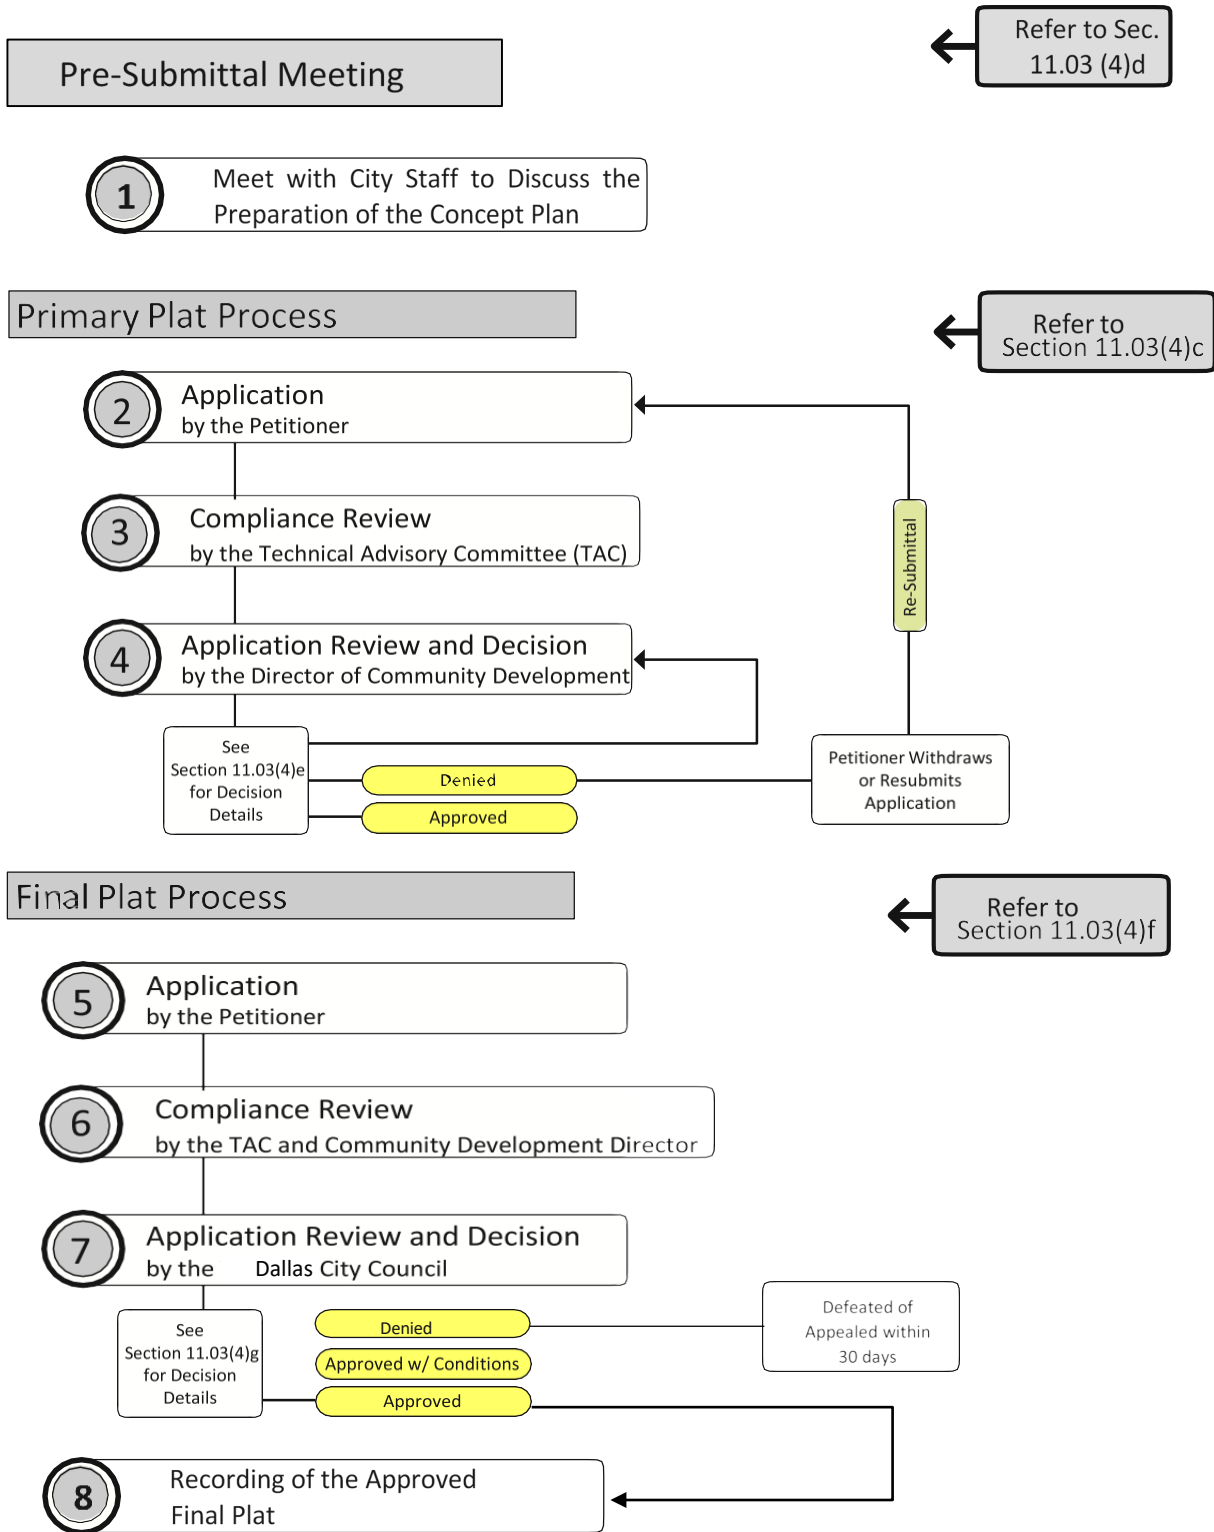 Refer to Sec.
11.03 (4)d
Pre-Submittal Meeting
1
Meet with City Staff to Discuss the
Preparation of the Concept Plan
Primary Plat Process
Refer to
Section 11.03(4)c
2
Application
by the Petitioner
3
Compliance Review
by the Technical Advisory Committee (TAC)
Re-Submittal
4
Application Review and Decision
by the Director of Community Development
See
Section 11.03(4)e
for Decision
Details
Denied
Approved
Petitioner Withdraws
or Resubmits
Application
Final Plat Process
Refer to
Section 11.03(4)f
5
Application
by the Petitioner
6
Compliance Review
by the TAC and Community Development Director
7
Application Review and Decision
by the Dallas City Council
See
Section 11.03(4)g
for Decision
Details
Denied
Approved w/ Conditions
Approved
Defeated of
Appealed within
30 days
8
Recording of the Approved
Final Plat